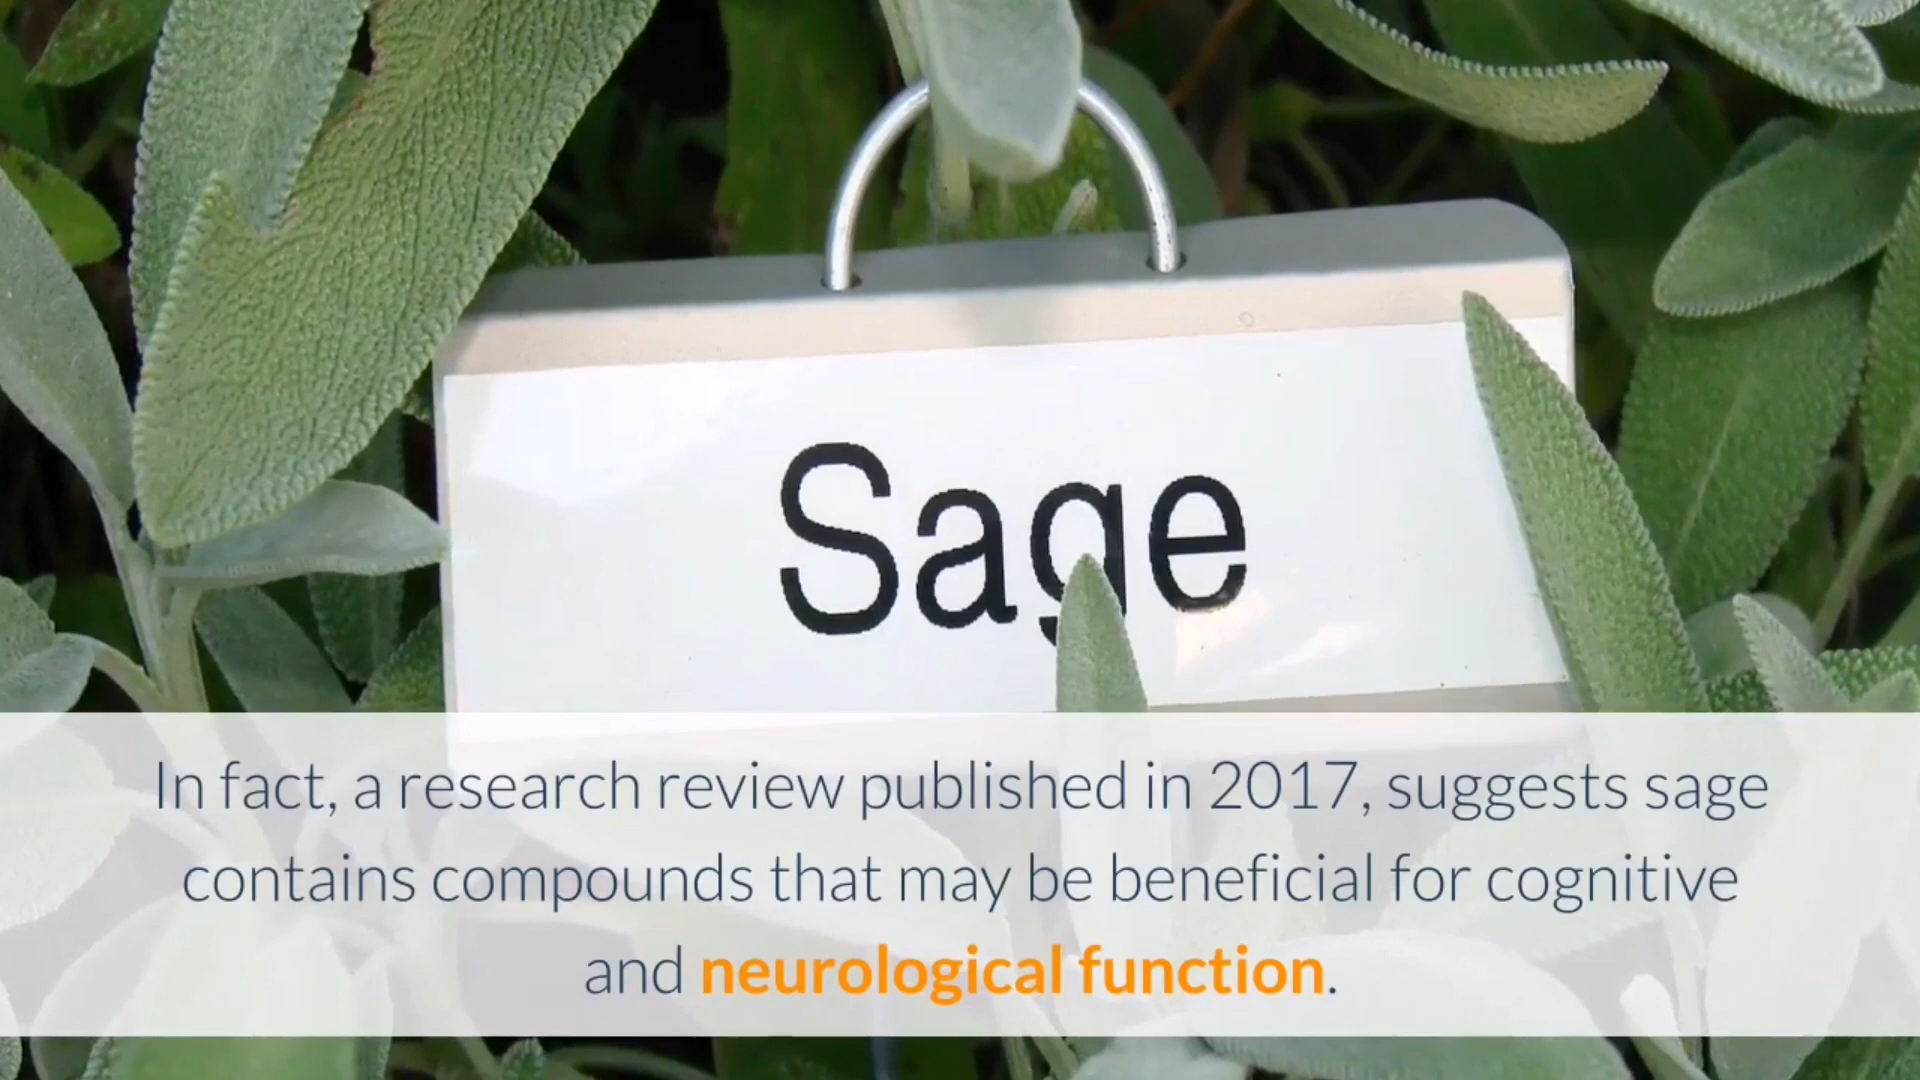 Sage
In fact, a research review published in 2017, suggests sage
contains compounds that may be beneficial for cognitive
and neurological function.